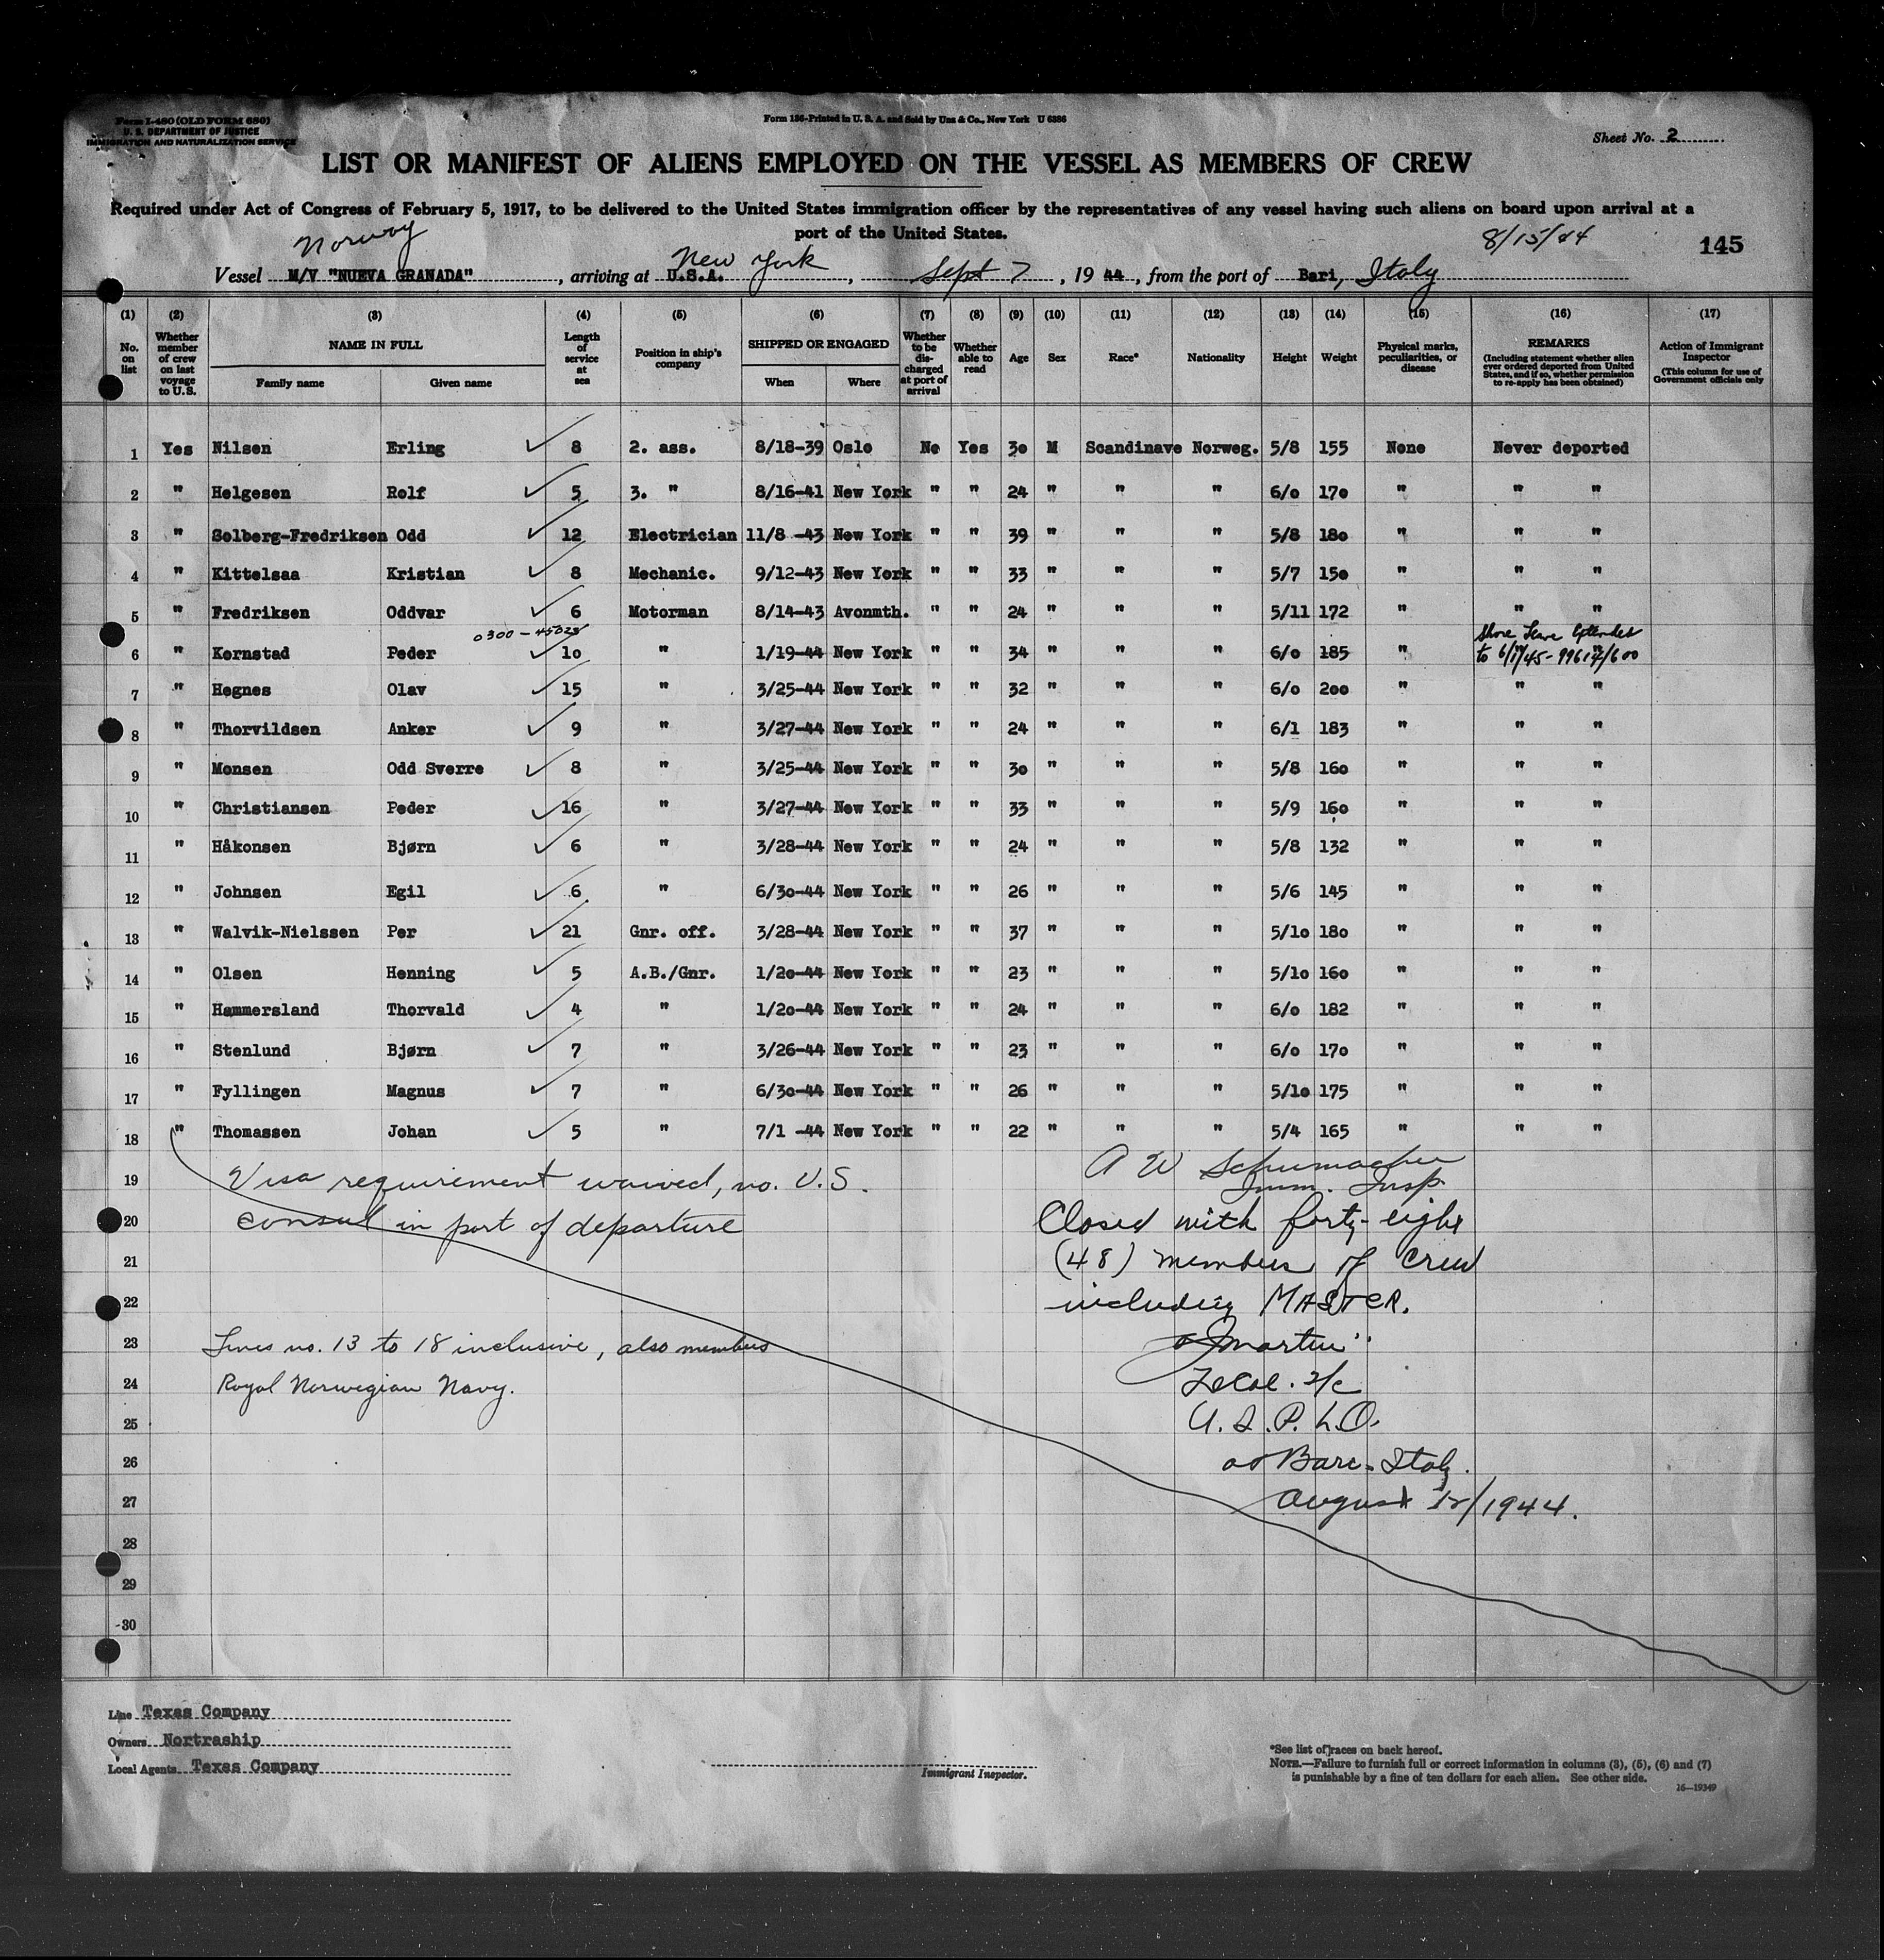 Form I-480 (OLD FORM 680)
U. S. DEPARTMENT OF JUSTICE
IMMIGRATION AND NATURALIZATION SERVICE
Form 136-Printed in U. S. A. and Sold by Unz & Co., New York U 6386
Sheet No. 2
LIST OR MANIFEST OF ALIENS EMPLOYED ON THE VESSEL AS MEMBERS OF CREW
Required under Act of Congress of February 5, 1917, to be delivered to the United States immigration officer by the representatives of any vessel having such aliens on board upon arrival at a
port of the United States.
Norway
8/15/44
145
Vessel M/V "NUEVA GRANADA", arriving at U.S.A. New York, Sept 7, 1944, from the port of Bari, Italy
(1) (2) (3) (4) (5) (6) (7) (8) (9) (10) (11) (12) (13) (14) (15) (16) (17)
No. on list
Whether member of crew on last voyage to U.S.
NAME IN FULL
Family name Given name
Length of service at sea
Position in ship's company
SHIPPED OR ENGAGED
When Where
Whether to be discharged at port of arrival
Whether able to read
Age
Sex
Race*
Nationality
Height
Weight
Physical marks, peculiarities, or disease
REMARKS
(Including statement whether alien ever ordered deported from United States, and if so, whether permission to re-apply has been obtained)
Action of Immigrant Inspector
(This column for use of Government officials only
1 Yes Nilsen Erling 8 2. ass. 8/18-39 Oslo No Yes 30 M Scandinave Norweg. 5/8 155 None Never deported
2 " Helgesen Rolf 5 3. " 8/16-41 New York " " 24 " " " 6/0 170 " " "
3 " Solberg-Fredriksen Odd 12 Electrician 11/8 -43 New York " " 39 " " " 5/8 180 " " "
4 " Kittelsaa Kristian 8 Mechanic. 9/12-43 New York " " 33 " " " 5/7 150 " " "
5 " Fredriksen Oddvar 6 Motorman 8/14-43 Avonmth. " " 24 " " " 5/11 172 " " "
0300-45023
Shore Leave Extended
6 " Kornstad Peder 10 " 1/19-44 New York " " 34 " " " 6/0 185 " to 6/1/45-99614/600
7 " Hegnes Olav 15 " 3/25-44 New York " " 32 " " " 6/0 200 " " "
8 " Thorvildsen Anker 9 " 3/27-44 New York " " 24 " " " 6/1 183 " " "
9 " Monsen Odd Sverre 8 " 3/25-44 New York " " 30 " " " 5/8 160 " " "
10 " Christiansen Peder 16 " 3/27-44 New York " " 33 " " " 5/9 160 " " "
11 " Håkonsen Bjørn 6 " 3/28-44 New York " " 24 " " " 5/8 132 " " "
12 " Johnsen Egil 6 " 6/30-44 New York " " 26 " " " 5/6 145 " " "
13 " Walvik-Nielssen Per 21 Gnr. off. 3/28-44 New York " " 37 " " " 5/10 180 " " "
14 " Olsen Henning 5 A.B./Gnr. 1/20-44 New York " " 23 " " " 5/10 160 " " "
15 " Hammersland Thorvald 4 " 1/20-44 New York " " 24 " " " 6/0 182 " " "
16 " Stenlund Bjørn 7 " 3/26-44 New York " " 23 " " " 6/0 170 " " "
17 " Fyllingen Magnus 7 " 6/30-44 New York " " 26 " " " 5/10 175 " " "
18 " Thomassen Johan 5 " 7/1 -44 New York " " 22 " " " 5/4 165 " " "
19 Visa requirement waived, no. U.S. A W Schumacher
Imm. Insp.
20 consul in port of departure Closed with forty-eight
21 (48) members of crew
22 including MASTER.
23 Lines no. 13 to 18 inclusive, also members Martin
24 Royal Norwegian Navy.
25 U.S.P.L.O.
26 Bari-Italy.
27 August 12/1944.
28
29
30
Line Texas Company
Owners Nortraship
Local Agents Texas Company
Immigrant Inspector.
*See list of races on back hereof.
NOTE.—Failure to furnish full or correct information in columns (3), (5), (6) and (7)
is punishable by a fine of ten dollars for each alien. See other side.
16—19349